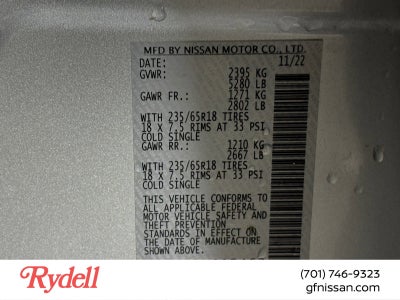 MFD BY NISSAN MOTOR CO., LTD.
DATE: 11/22
GVWR: 2395 KG
5280 LB
GAWR FR.: 1271 KG
2802 LB
WITH 235/65R18 TIRES
18 X 7.5 RIMS AT 33 PSI
COLD SINGLE
GAWR RR.: 1210 KG
2667 LB
WITH 235/65R18 TIRES
18 X 7.5 RIMS AT 33 PSI
COLD SINGLE
THIS VEHICLE CONFORMS TO
ALL APPLICABLE FEDERAL
MOTOR VEHICLE SAFETY AND
THEFT PREVENTION
STANDARDS IN EFFECT ON
THE DATE OF MANUFACTURE
SHOWN ABOVE.
Rydell
(701) 746-9323
gfnissan.com